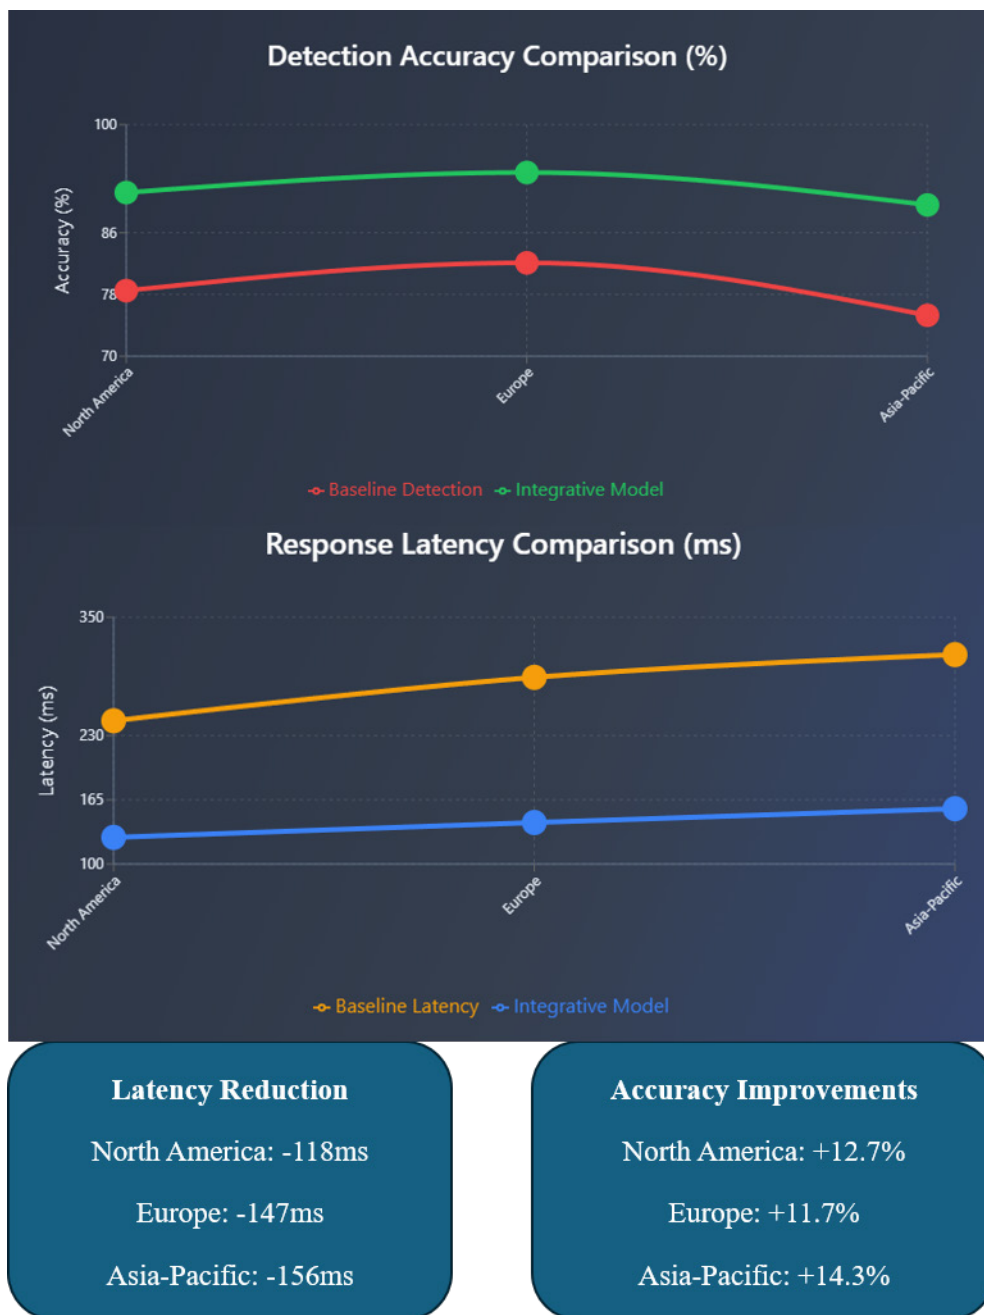 Detection Accuracy Comparison (%)
100
86
78
70
Accuracy (%)
North America
Europe
Asia-Pacific
Baseline Detection Integrative Model
Response Latency Comparison (ms)
350
230
165
100
Latency (ms)
North America
Europe
Asia-Pacific
Baseline Latency Integrative Model
Latency Reduction
North America: -118ms
Europe: -147ms
Asia-Pacific: -156ms
Accuracy Improvements
North America: +12.7%
Europe: +11.7%
Asia-Pacific: +14.3%